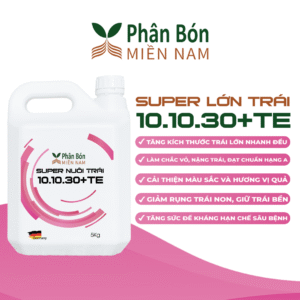 Phân Bón
MIỀN NAM
SUPER LỚN TRÁI
10.10.30+TE
TĂNG KÍCH THƯỚC TRÁI LỚN NHANH ĐỀU
LÀM CHẮC VỎ, NẶNG TRÁI, ĐẠT CHUẨN HẠNG A
CẢI THIỆN MÀU SẮC VÀ HƯƠNG VỊ QUẢ
GIẢM RỤNG TRÁI NON, GIỮ TRÁI BỀN
TĂNG SỨC ĐỀ KHÁNG HẠN CHẾ SÂU BỆNH
Phân Bón
MIỀN NAM
SUPER NUÔI TRÁI
10.10.30+TE
Germany
5Kg